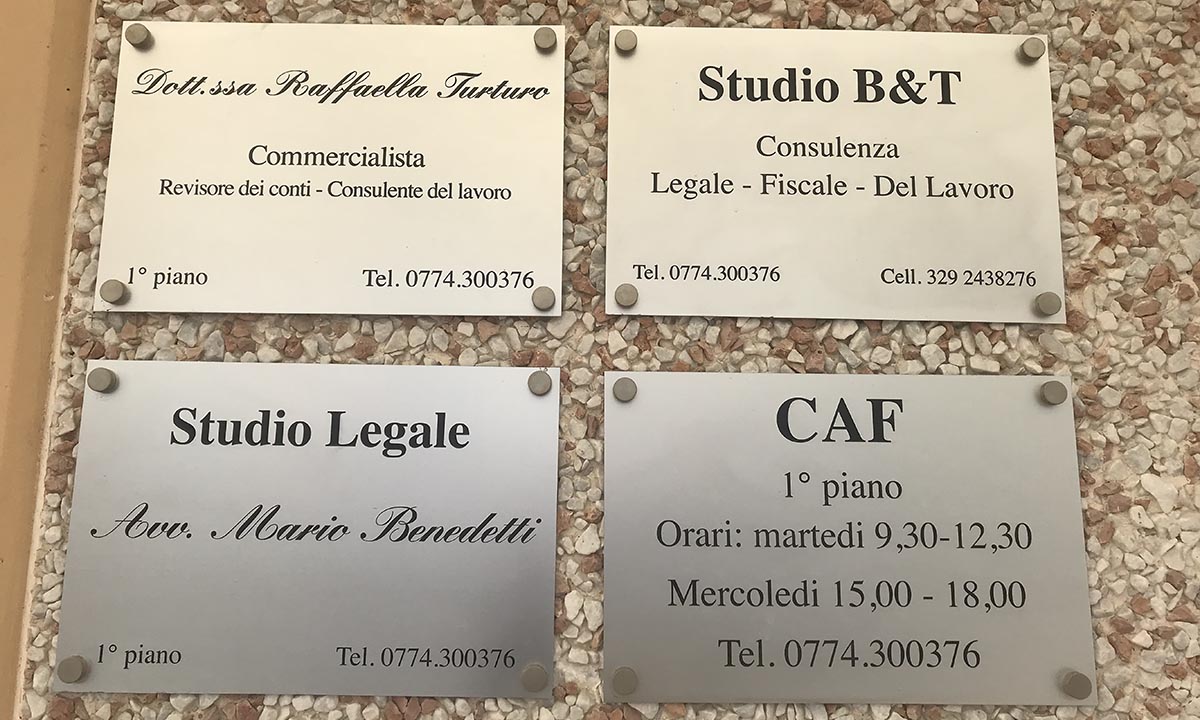 Dott.ssa Raffaella Turturo
Commercialista
Revisore dei conti - Consulente del lavoro
1° piano
Tel. 0774.300376
Studio B&T
Consulenza
Legale - Fiscale - Del Lavoro
Tel. 0774.300376
Cell. 329 2438276
Studio Legale
Avv. Mario Benedetti
1° piano
Tel. 0774.300376
CAF
1° piano
Orari: martedi 9,30-12,30
Mercoledi 15,00 - 18,00
Tel. 0774.300376